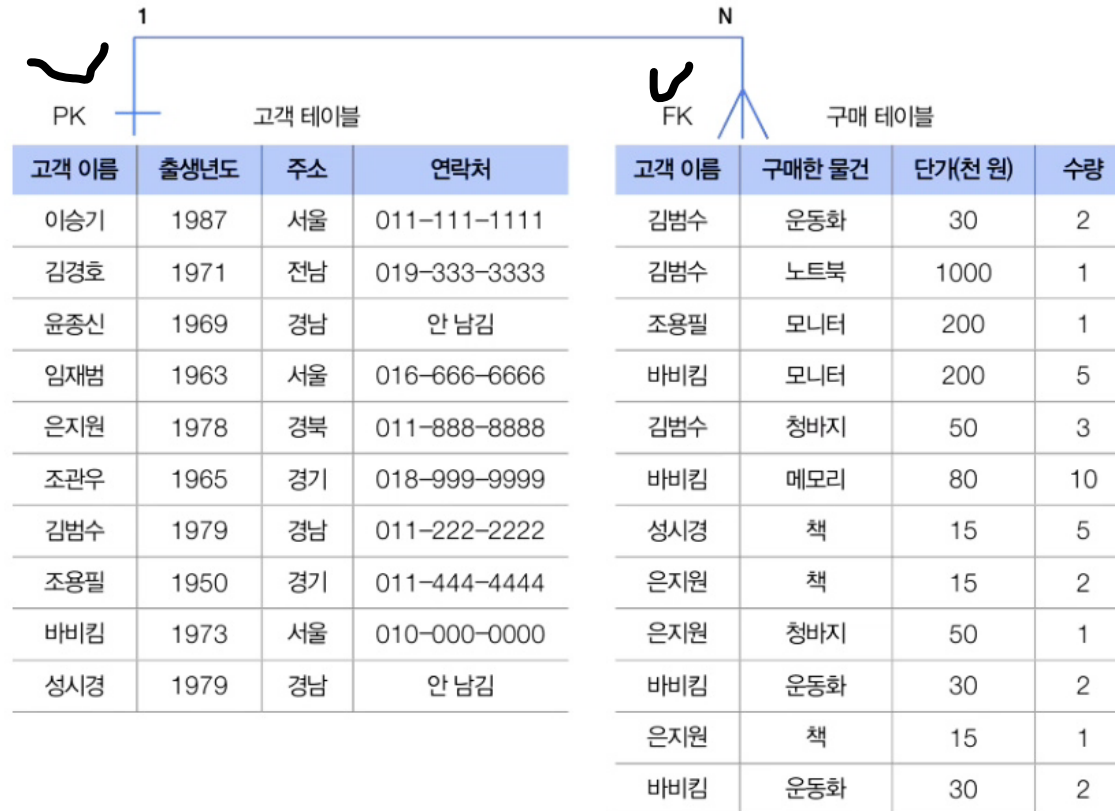 1 N
PK 고객 테이블
고객 이름 출생년도 주소 연락처
이승기 1987 서울 011-111-1111
김경호 1971 전남 019-333-3333
윤종신 1969 경남 안 남김
임재범 1963 서울 016-666-6666
은지원 1978 경북 011-888-8888
조관우 1965 경기 018-999-9999
김범수 1979 경남 011-222-2222
조용필 1950 경기 011-444-4444
바비킴 1973 서울 010-000-0000
성시경 1979 경남 안 남김
FK 구매 테이블
고객 이름 구매한 물건 단가(천 원) 수량
김범수 운동화 30 2
김범수 노트북 1000 1
조용필 모니터 200 1
바비킴 모니터 200 5
김범수 청바지 50 3
바비킴 메모리 80 10
성시경 책 15 5
은지원 책 15 2
은지원 청바지 50 1
바비킴 운동화 30 2
은지원 책 15 1
바비킴 운동화 30 2